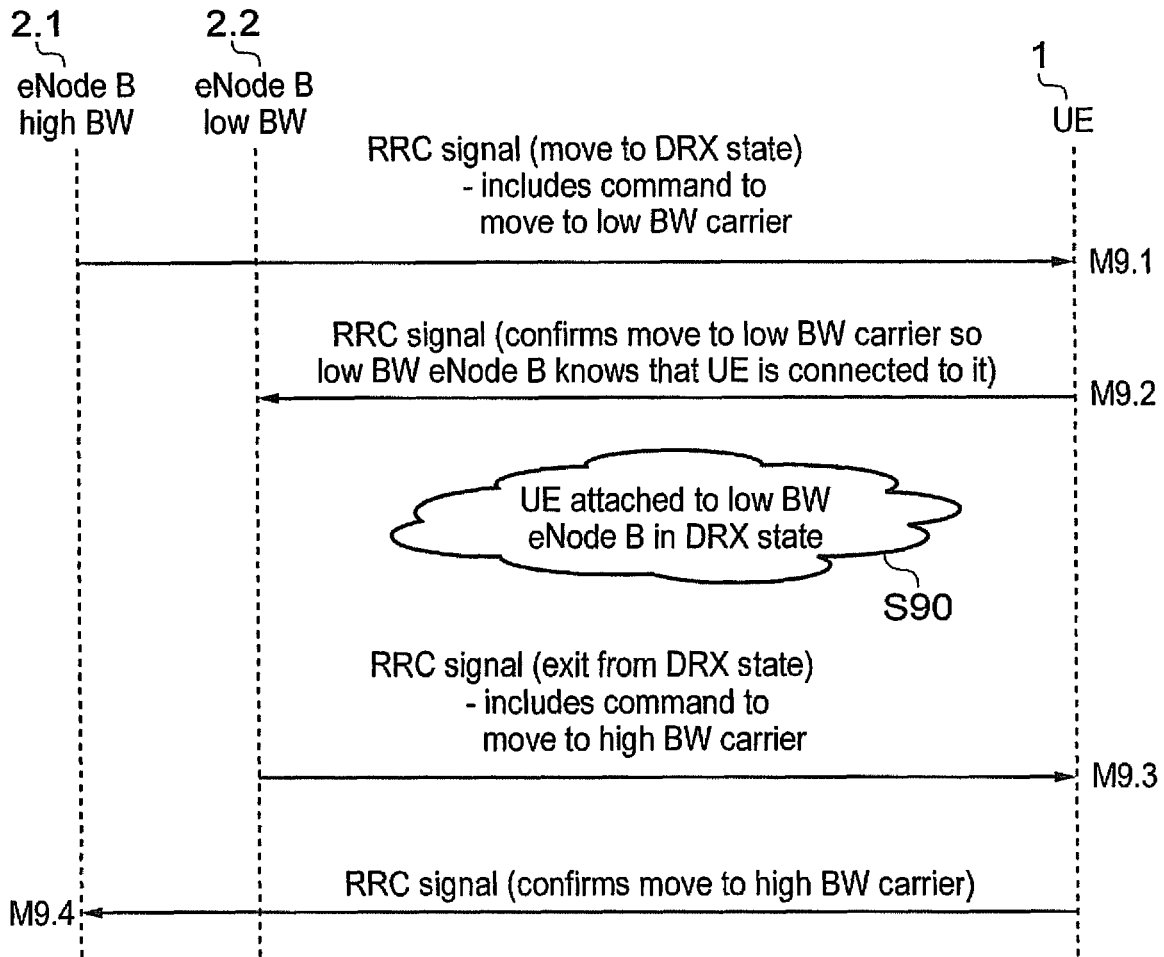 2.1
2.2
1
eNode B
high BW
eNode B
low BW
UE
RRC signal (move to DRX state)
- includes command to
move to low BW carrier
M9.1
RRC signal (confirms move to low BW carrier so
low BW eNode B knows that UE is connected to it)
M9.2
UE attached to low BW
eNode B in DRX state
S90
RRC signal (exit from DRX state)
- includes command to
move to high BW carrier
M9.3
RRC signal (confirms move to high BW carrier)
M9.4